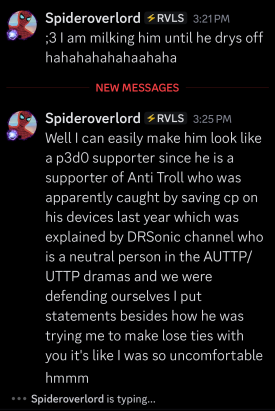 Spideroverlord ⚡RVLS 3:21 PM
;3 I am milking him until he drys off
hahahahahahaahaha
NEW MESSAGES
Spideroverlord ⚡RVLS 3:25 PM
Well I can easily make him look like
a p3d0 supporter since he is a
supporter of Anti Troll who was
apparently caught by saving cp on
his devices last year which was
explained by DRSonic channel who
is a neutral person in the AUTTP/
UTTP dramas and we were
defending ourselves I put
statements besides how he was
trying me to make lose ties with
you it's like I was so uncomfortable
hmmm
Spideroverlord is typing...